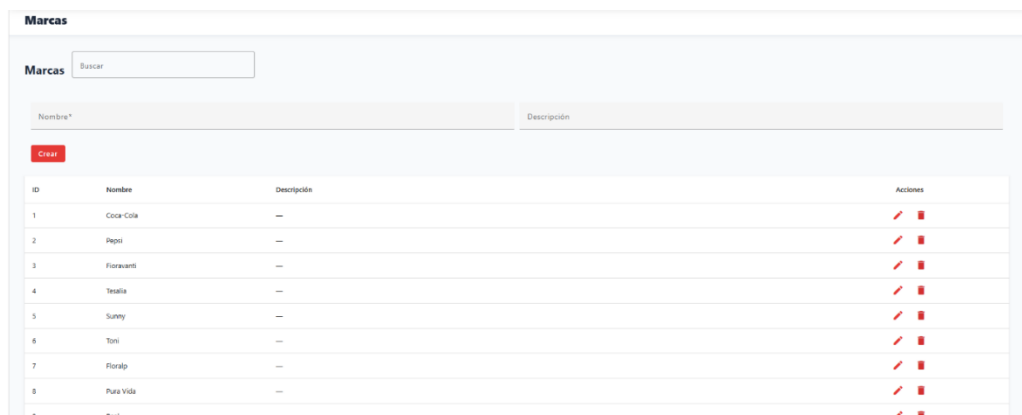 Marcas
Marcas Buscar
Nombre* Descripción
Crear
ID Nombre Descripción Acciones
1 Coca-Cola —
2 Pepsi —
3 Fioravanti —
4 Tesalia —
5 Sunny —
6 Toni —
7 Floralp —
8 Pura Vida —